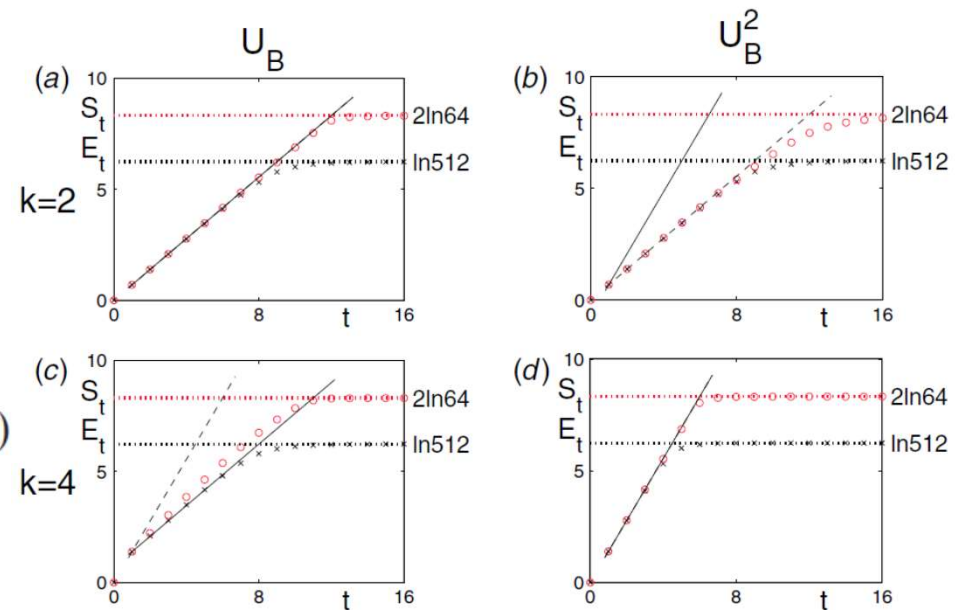 U_B
U_B^2
(a)
10
S_t
E_t
5
0
0
8
t
16
2ln64
ln512
k=2
(b)
10
S_t
E_t
5
0
0
8
t
16
2ln64
ln512
(c)
10
S_t
E_t
5
0
0
8
t
16
2ln64
ln512
)
k=4
(d)
10
S_t
E_t
5
0
0
8
t
16
2ln64
ln512